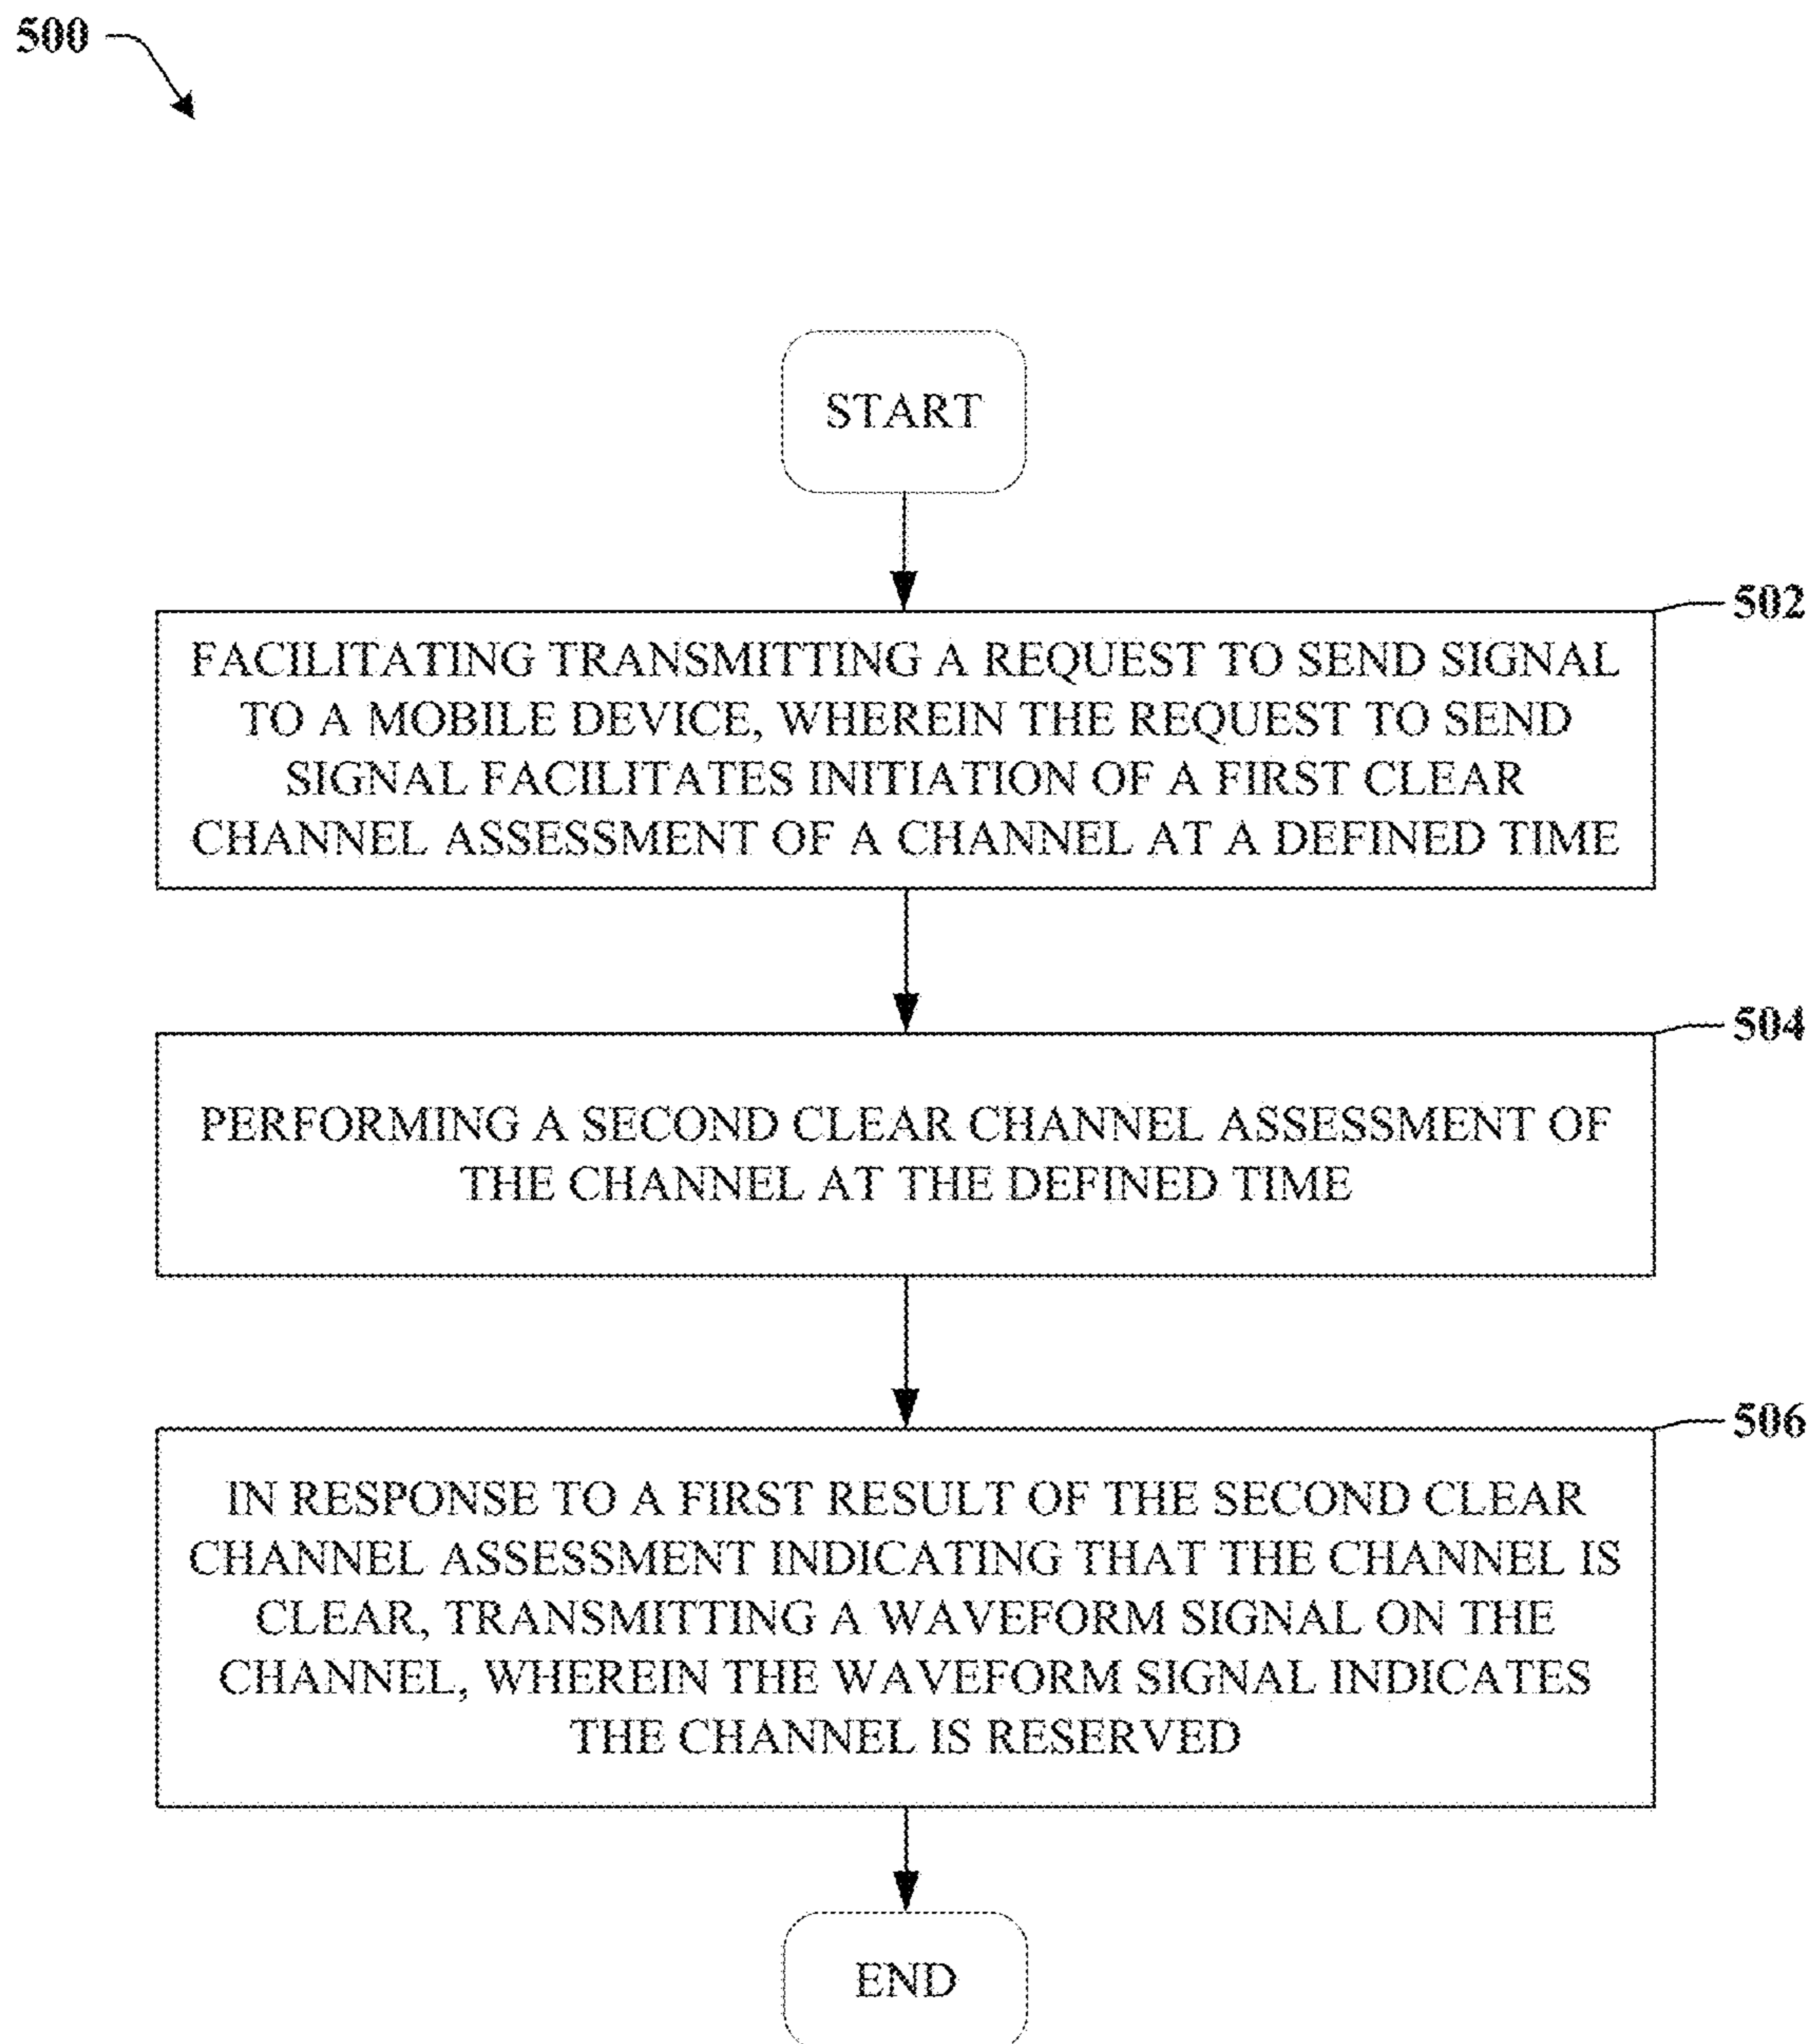 500
START
502
FACILITATING TRANSMITTING A REQUEST TO SEND SIGNAL
TO A MOBILE DEVICE, WHEREIN THE REQUEST TO SEND
SIGNAL FACILITATES INITIATION OF A FIRST CLEAR
CHANNEL ASSESSMENT OF A CHANNEL AT A DEFINED TIME
504
PERFORMING A SECOND CLEAR CHANNEL ASSESSMENT OF
THE CHANNEL AT THE DEFINED TIME
506
IN RESPONSE TO A FIRST RESULT OF THE SECOND CLEAR
CHANNEL ASSESSMENT INDICATING THAT THE CHANNEL IS
CLEAR, TRANSMITTING A WAVEFORM SIGNAL ON THE
CHANNEL, WHEREIN THE WAVEFORM SIGNAL INDICATES
THE CHANNEL IS RESERVED
END